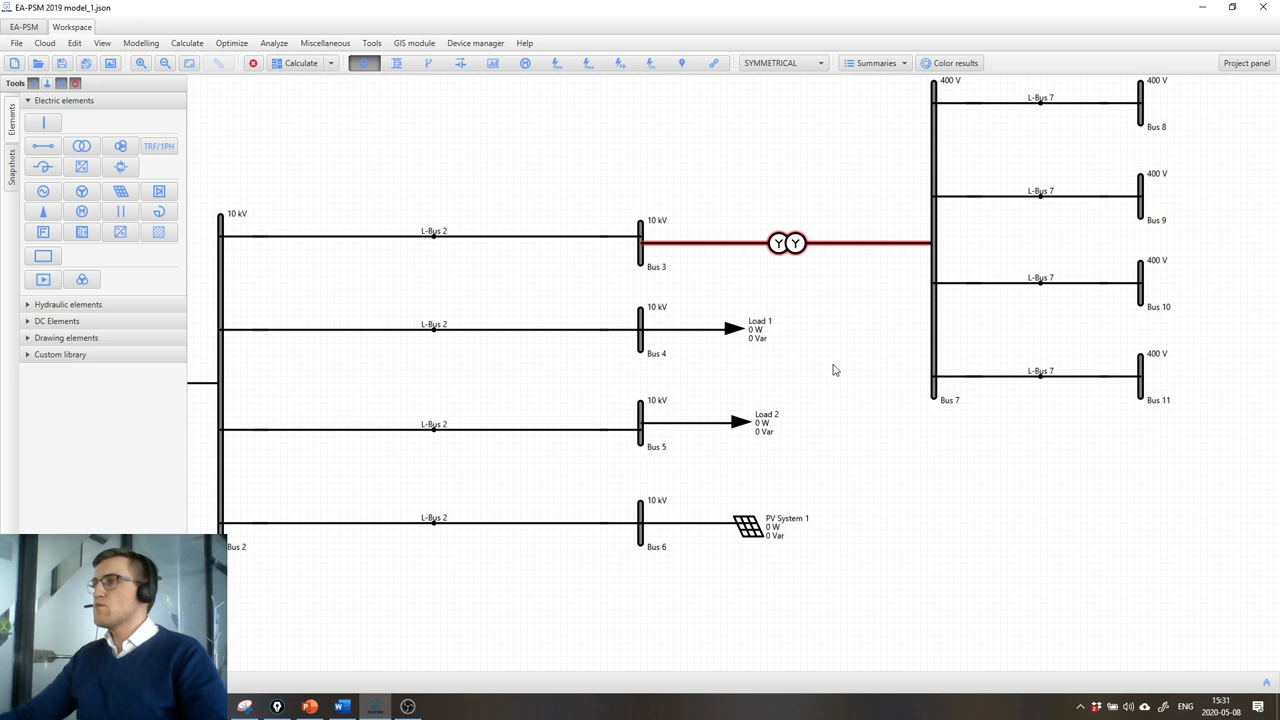 EA-PSM 2019 model_1.json
EA-PSM Workspace
File Cloud Edit View Modelling Calculate Optimize Analyze Miscellaneous Tools GIS module Device manager Help
Calculate SYMMETRICAL Summaries Color results Project panel
Tools
Elements
Snapshots
Electric elements
TRF/1PH
Hydraulic elements
DC Elements
Drawing elements
Custom library
10 kV
Bus 2
L-Bus 2
10 kV
Bus 3
L-Bus 2
10 kV
Bus 4
Load 1
0 W
0 Var
L-Bus 2
10 kV
Bus 5
Load 2
0 W
0 Var
L-Bus 2
10 kV
Bus 6
PV System 1
0 W
0 Var
400 V
Bus 7
L-Bus 7
400 V
Bus 8
L-Bus 7
400 V
Bus 9
L-Bus 7
400 V
Bus 10
L-Bus 7
400 V
Bus 11
ENG
15:31
2020-05-08